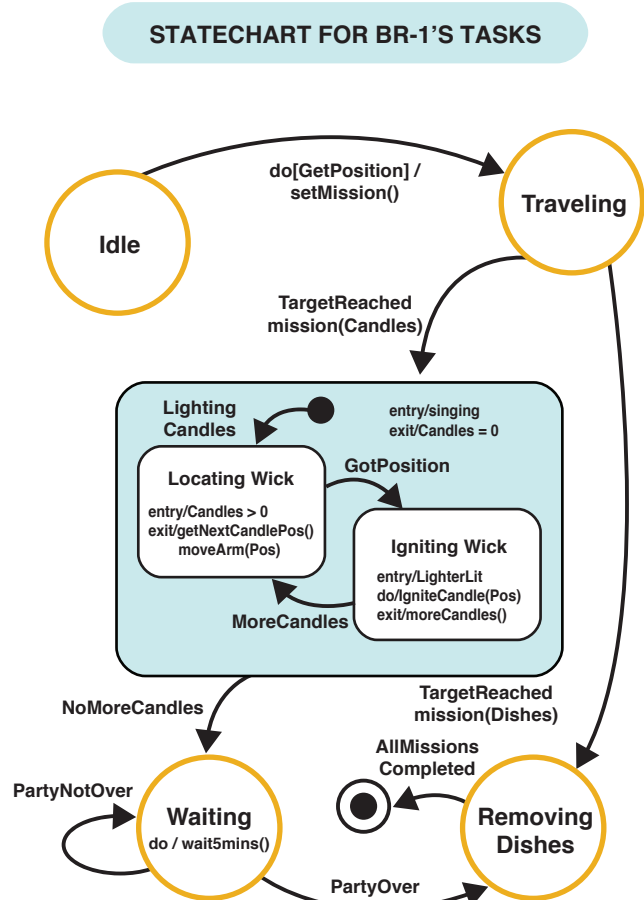 STATECHART FOR BR-1'S TASKS
do[GetPosition] /
setMission()
Idle
Traveling
TargetReached
mission(Candles)
Lighting
Candles
entry/singing
exit/Candles = 0
Locating Wick
entry/Candles > 0
exit/getNextCandlePos()
moveArm(Pos)
GotPosition
Igniting Wick
entry/LighterLit
do/IgniteCandle(Pos)
exit/moreCandles()
MoreCandles
NoMoreCandles
TargetReached
mission(Dishes)
AllMissions
Completed
PartyNotOver
Waiting
do / wait5mins()
Removing
Dishes
PartyOver